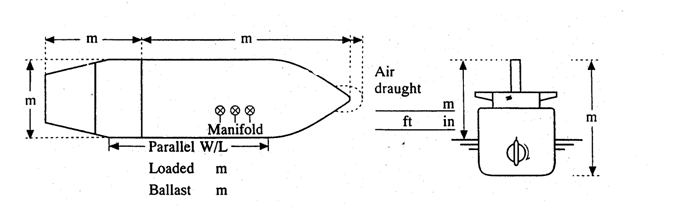 m m
m
Manifold
Parallel W/L
Loaded m
Ballast m
Air
draught
m
ft in
m